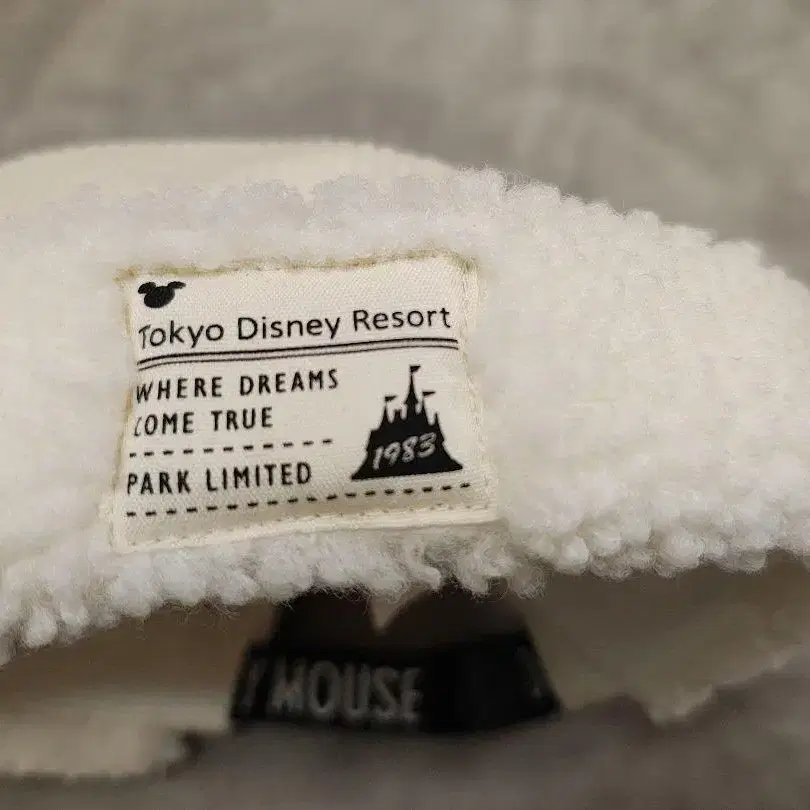 Tokyo Disney Resort
WHERE DREAMS
COME TRUE
1983
PARK LIMITED
Y MOUSE